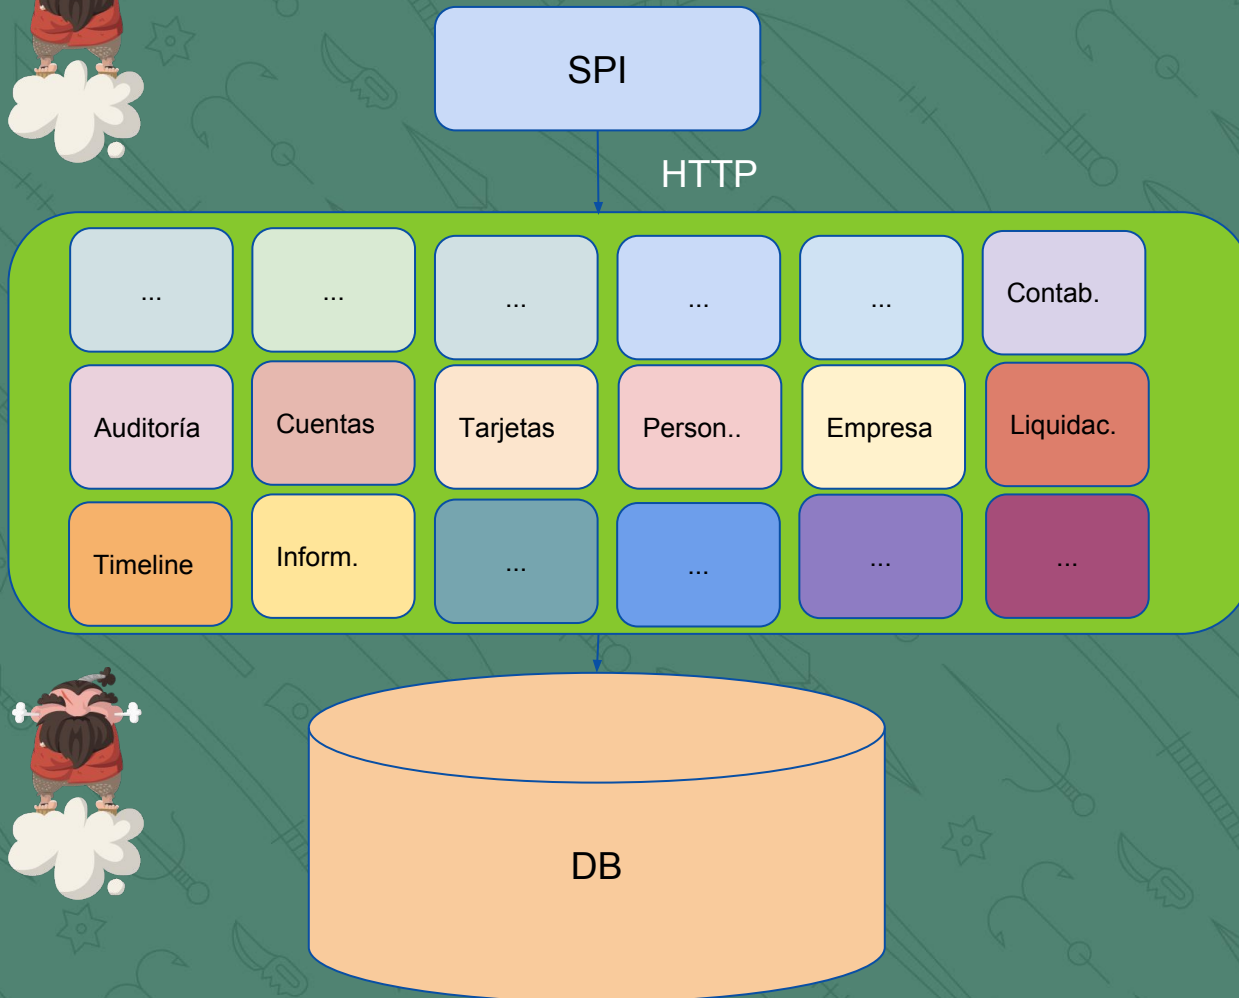 SPI
HTTP
...
...
...
...
...
Contab.
Auditoría
Cuentas
Tarjetas
Person..
Empresa
Liquidac.
Timeline
Inform.
...
...
...
...
DB